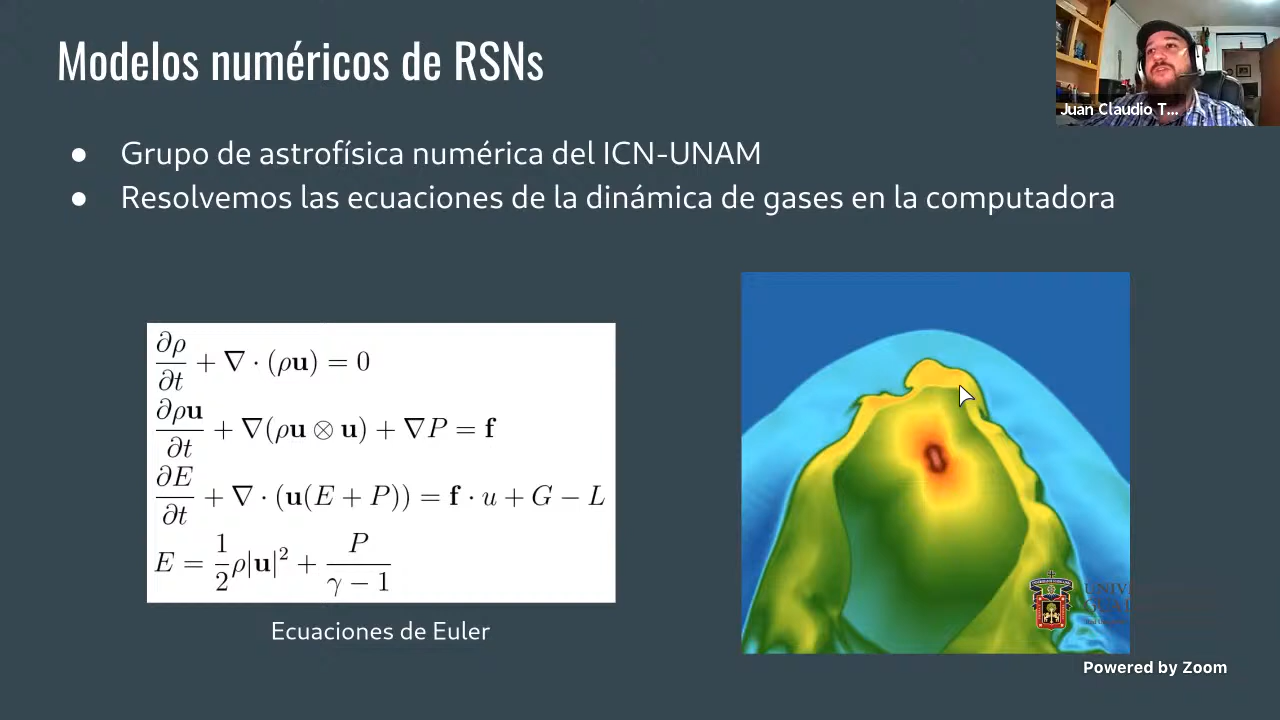 Modelos numéricos de RSNs
Juan Claudio T...
● Grupo de astrofísica numérica del ICN-UNAM
● Resolvemos las ecuaciones de la dinámica de gases en la computadora
∂ρ/∂t + ∇ · (ρu) = 0
∂ρu/∂t + ∇(ρu ⊗ u) + ∇P = f
∂E/∂t + ∇ · (u(E + P)) = f · u + G − L
E = 1/2 ρ|u|² + P/(γ − 1)
Ecuaciones de Euler
Powered by Zoom